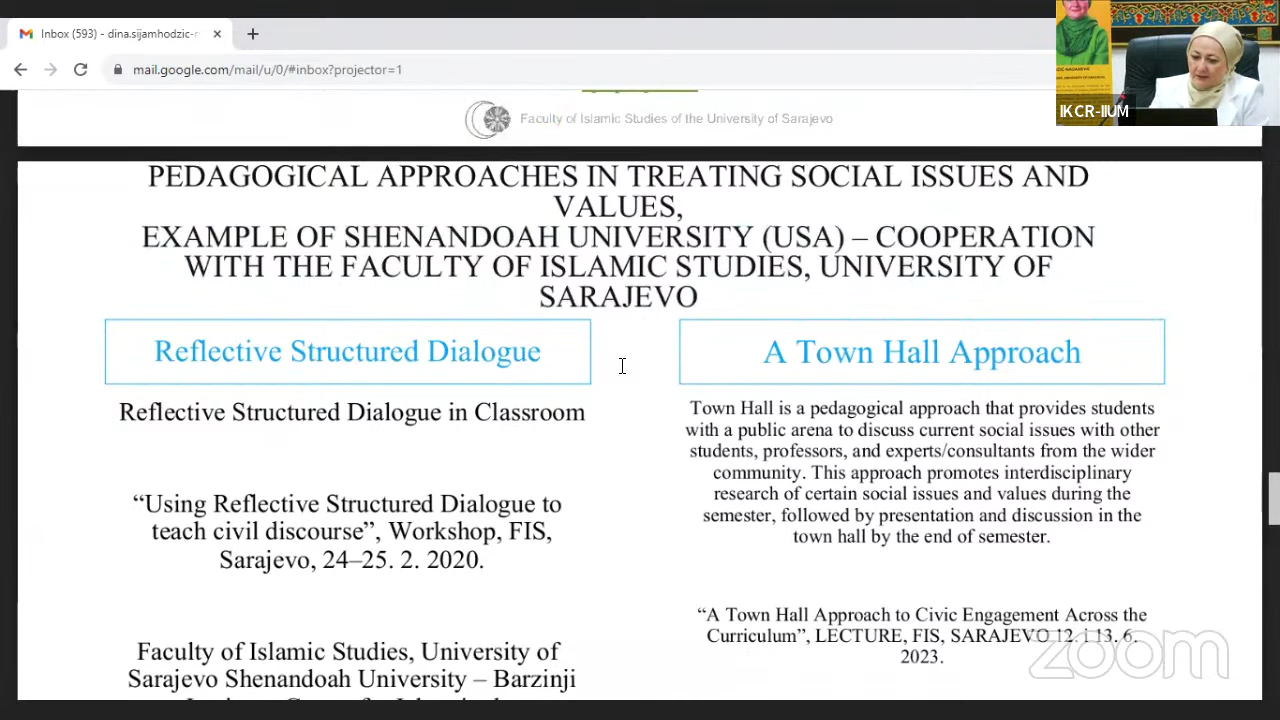 Inbox (593) - dina.sijamhodzic-
mail.google.com/mail/u/0/#inbox?projector=1
IKCR-IIUM
Faculty of Islamic Studies of the University of Sarajevo
PEDAGOGICAL APPROACHES IN TREATING SOCIAL ISSUES AND
VALUES,
EXAMPLE OF SHENANDOAH UNIVERSITY (USA) – COOPERATION
WITH THE FACULTY OF ISLAMIC STUDIES, UNIVERSITY OF
SARAJEVO
Reflective Structured Dialogue
Reflective Structured Dialogue in Classroom
“Using Reflective Structured Dialogue to
teach civil discourse”, Workshop, FIS,
Sarajevo, 24–25. 2. 2020.
Faculty of Islamic Studies, University of
Sarajevo Shenandoah University – Barzinji
A Town Hall Approach
Town Hall is a pedagogical approach that provides students
with a public arena to discuss current social issues with other
students, professors, and experts/consultants from the wider
community. This approach promotes interdisciplinary
research of certain social issues and values during the
semester, followed by presentation and discussion in the
town hall by the end of semester.
“A Town Hall Approach to Civic Engagement Across the
Curriculum”, LECTURE, FIS, SARAJEVO 12. i 13. 6.
2023.
zoom